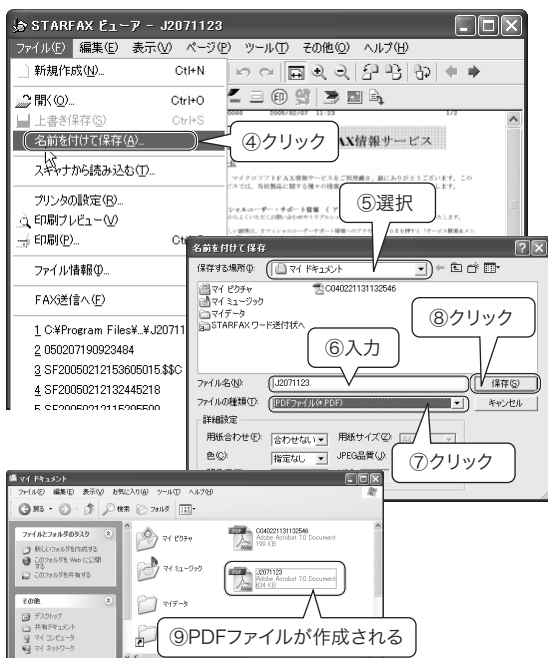 STARFAX ビューア - J2071123
ファイル(F) 編集(E) 表示(V) ページ(P) ツール(T) その他(O) ヘルプ(H)
新規作成(N)... Ctl+N
開く(O)... Ctrl+O
上書き保存(S) Ctrl+S
名前を付けて保存(A)...
スキャナから読み込む(T)...
プリンタの設定(R)...
印刷プレビュー(V)
印刷(P)...
ファイル情報(I)...
FAX送信へ(F)
1 C:¥Program Files¥...¥J20711
2 050207190923484
3 SF20050212153605015.$$C
4 SF20050212132445218
5 SF20050212115205500
2005/02/07 11:23 1/2
AX情報サービス
④クリック
⑤選択
名前を付けて保存
保存する場所(I): マイ ドキュメント
マイ ピクチャ C040221131132546
マイ ミュージック
マイデータ
STARFAX ワード送付状へ
⑥入力
⑧クリック
ファイル名(N): J2071123 保存(S)
ファイルの種類(T): PDFファイル(*.PDF) キャンセル
詳細設定
用紙合わせ(F): 合わせない 用紙サイズ(Z):
色(C): 指定なし JPEG品質(J):
⑦クリック
マイ ドキュメント
ファイル(F) 編集(E) 表示(V) お気に入り(A) ツール(T) ヘルプ(H)
戻る 検索 フォルダ
ファイルとフォルダのタスク
新しいフォルダを作成する
このフォルダを Web に公開する
このフォルダを共有する
その他
デスクトップ
共有ドキュメント
マイ コンピュータ
マイ ネットワーク
マイ ピクチャ
マイ ミュージック
マイデータ
C040221131132546
Adobe Acrobat 7.0 Document
199 KB
J2071123
Adobe Acrobat 7.0 Document
634 KB
⑨PDFファイルが作成される